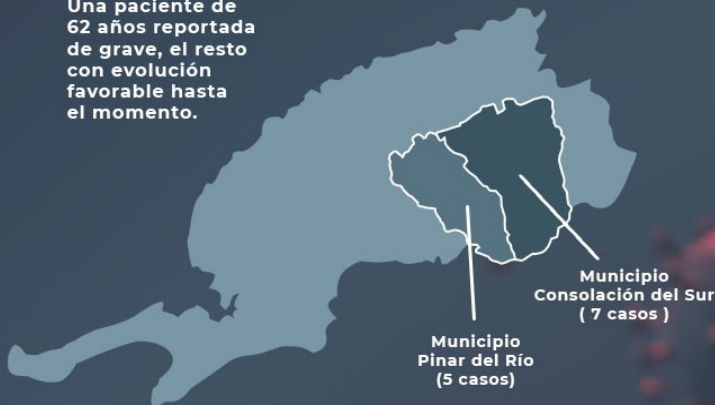 Una paciente de
62 años reportada
de grave, el resto
con evolución
favorable hasta
el momento.
Municipio
Consolación del Sur
( 7 casos )
Municipio
Pinar del Río
(5 casos)